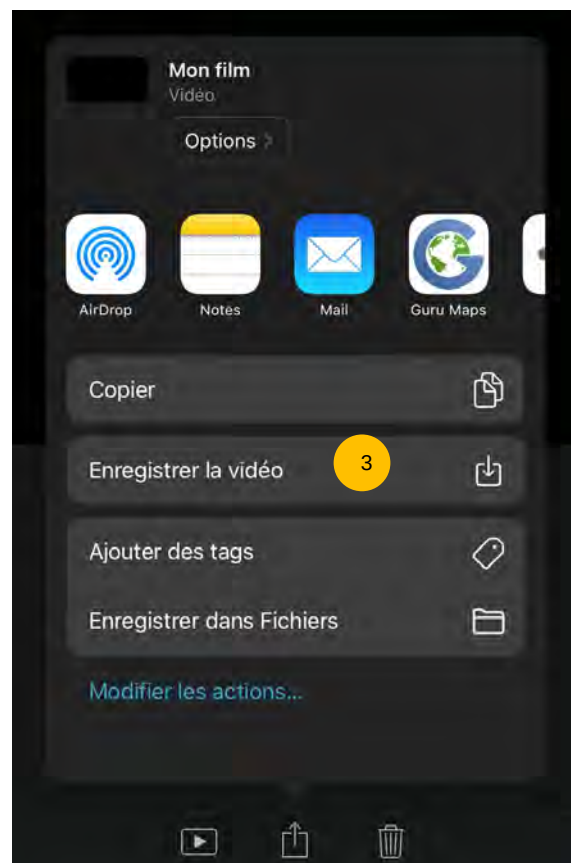 Mon film
Vidéo
Options >
AirDrop Notes Mail Guru Maps
Copier
Enregistrer la vidéo 3
Ajouter des tags
Enregistrer dans Fichiers
Modifier les actions...